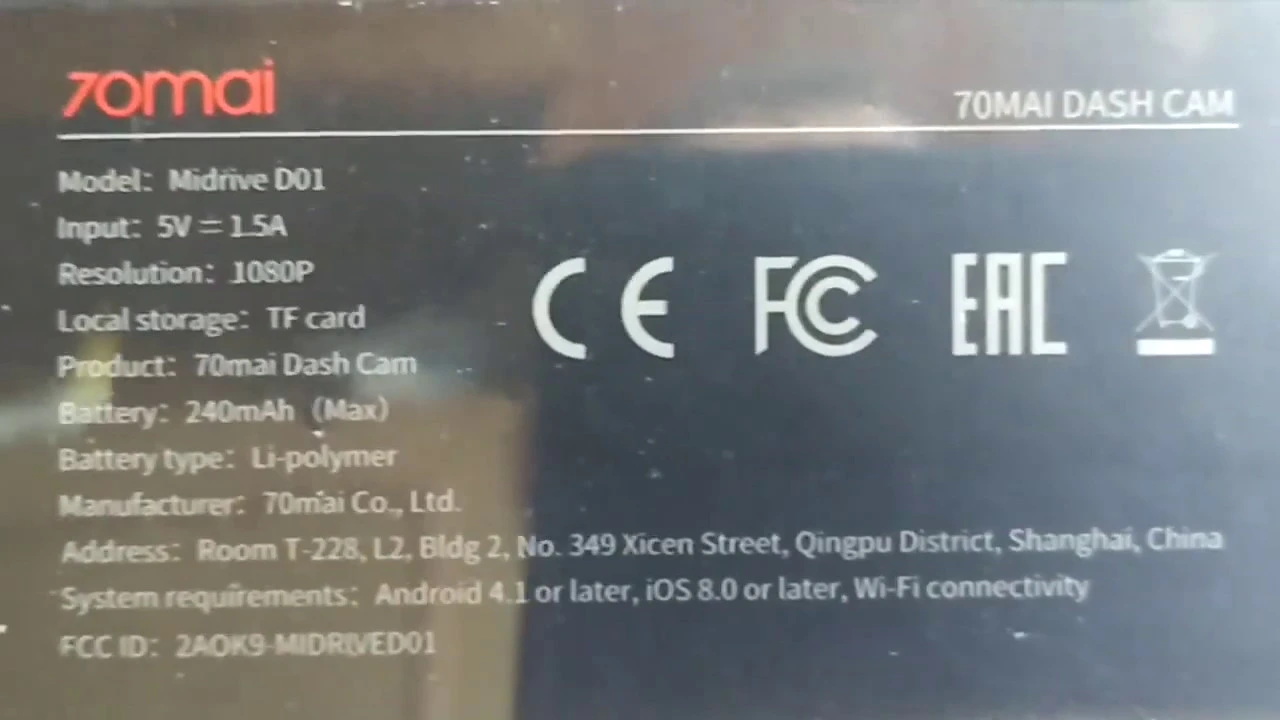 70mai
70MAI DASH CAM
Model: Midrive D01
Input: 5V ⎓ 1.5A
Resolution: 1080P
Local storage: TF card
Product: 70mai Dash Cam
Battery: 240mAh (Max)
Battery type: Li-polymer
Manufacturer: 70mai Co., Ltd.
Address: Room T-228, L2, Bldg 2, No. 349 Xicen Street, Qingpu District, Shanghai, China
System requirements: Android 4.1 or later, iOS 8.0 or later, Wi-Fi connectivity
FCC ID: 2AOK9-MIDRIVED01
CE FC EAC